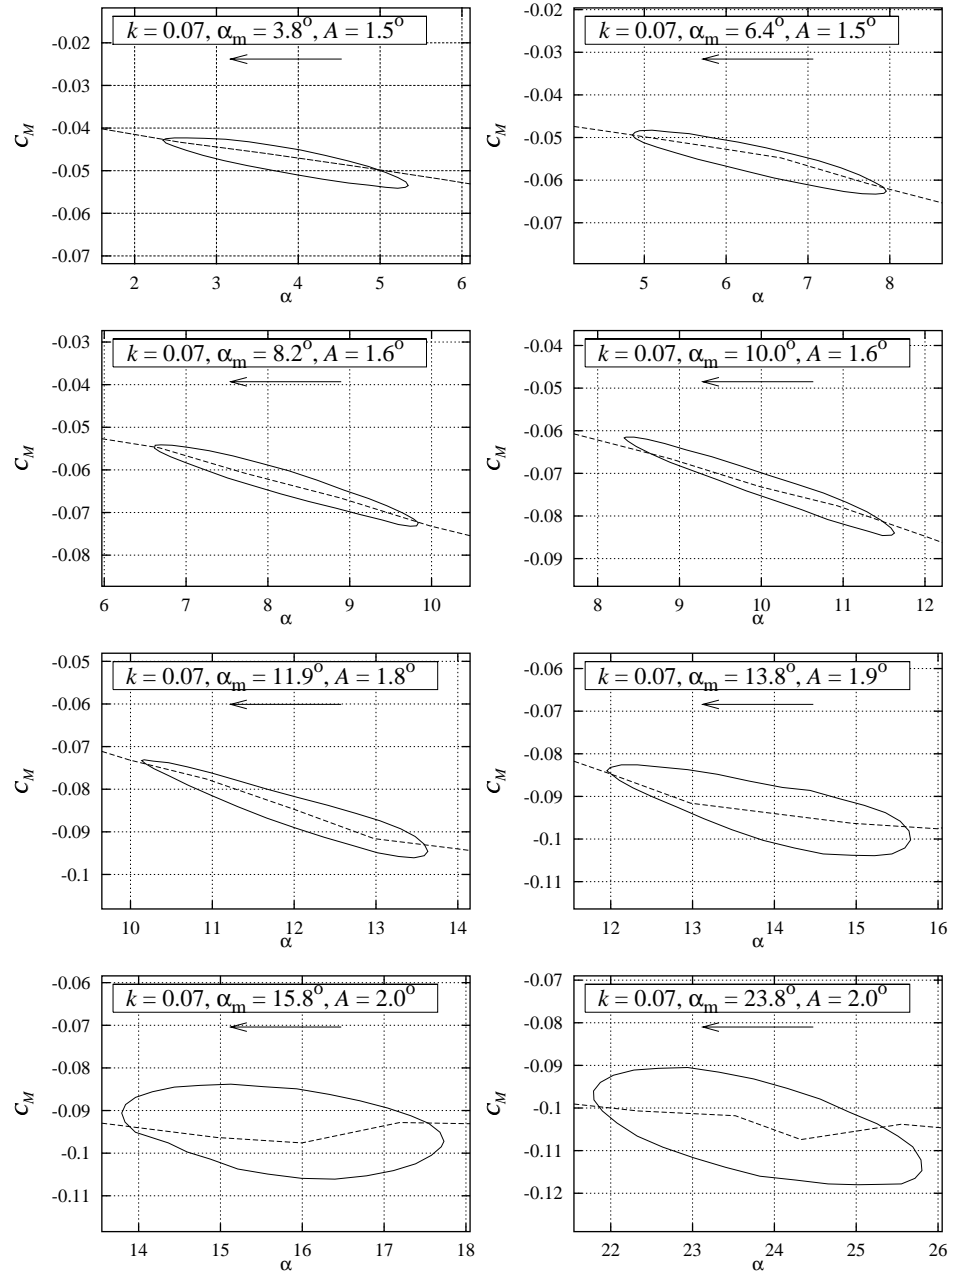 k = 0.07, αm = 3.8°, A = 1.5°
-0.02
-0.03
-0.04
-0.05
-0.06
-0.07
CM
2 3 4 5 6
α
k = 0.07, αm = 6.4°, A = 1.5°
-0.02
-0.03
-0.04
-0.05
-0.06
-0.07
CM
5 6 7 8
α
k = 0.07, αm = 8.2°, A = 1.6°
-0.03
-0.04
-0.05
-0.06
-0.07
-0.08
CM
6 7 8 9 10
α
k = 0.07, αm = 10.0°, A = 1.6°
-0.04
-0.05
-0.06
-0.07
-0.08
-0.09
CM
8 9 10 11 12
α
k = 0.07, αm = 11.9°, A = 1.8°
-0.05
-0.06
-0.07
-0.08
-0.09
-0.1
CM
10 11 12 13 14
α
k = 0.07, αm = 13.8°, A = 1.9°
-0.06
-0.07
-0.08
-0.09
-0.1
-0.11
CM
12 13 14 15 16
α
k = 0.07, αm = 15.8°, A = 2.0°
-0.06
-0.07
-0.08
-0.09
-0.1
-0.11
CM
14 15 16 17 18
α
k = 0.07, αm = 23.8°, A = 2.0°
-0.07
-0.08
-0.09
-0.1
-0.11
-0.12
CM
22 23 24 25 26
α